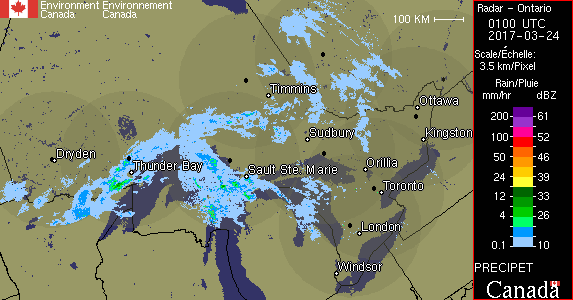 Environment Environnement
Canada Canada
100 KM
Timmins
Ottawa
Sudbury
Kingston
Dryden
Thunder Bay
Sault Ste. Marie
Orillia
Toronto
London
Windsor
Radar - Ontario
0100 UTC
2017-03-24
Scale/Échelle:
3.5 km/Pixel
Rain/Pluie
mm/hr dBZ
200 61
100 56
100 52
50 46
24 39
12 33
4 26
0.1 10
PRECIPET
Canada